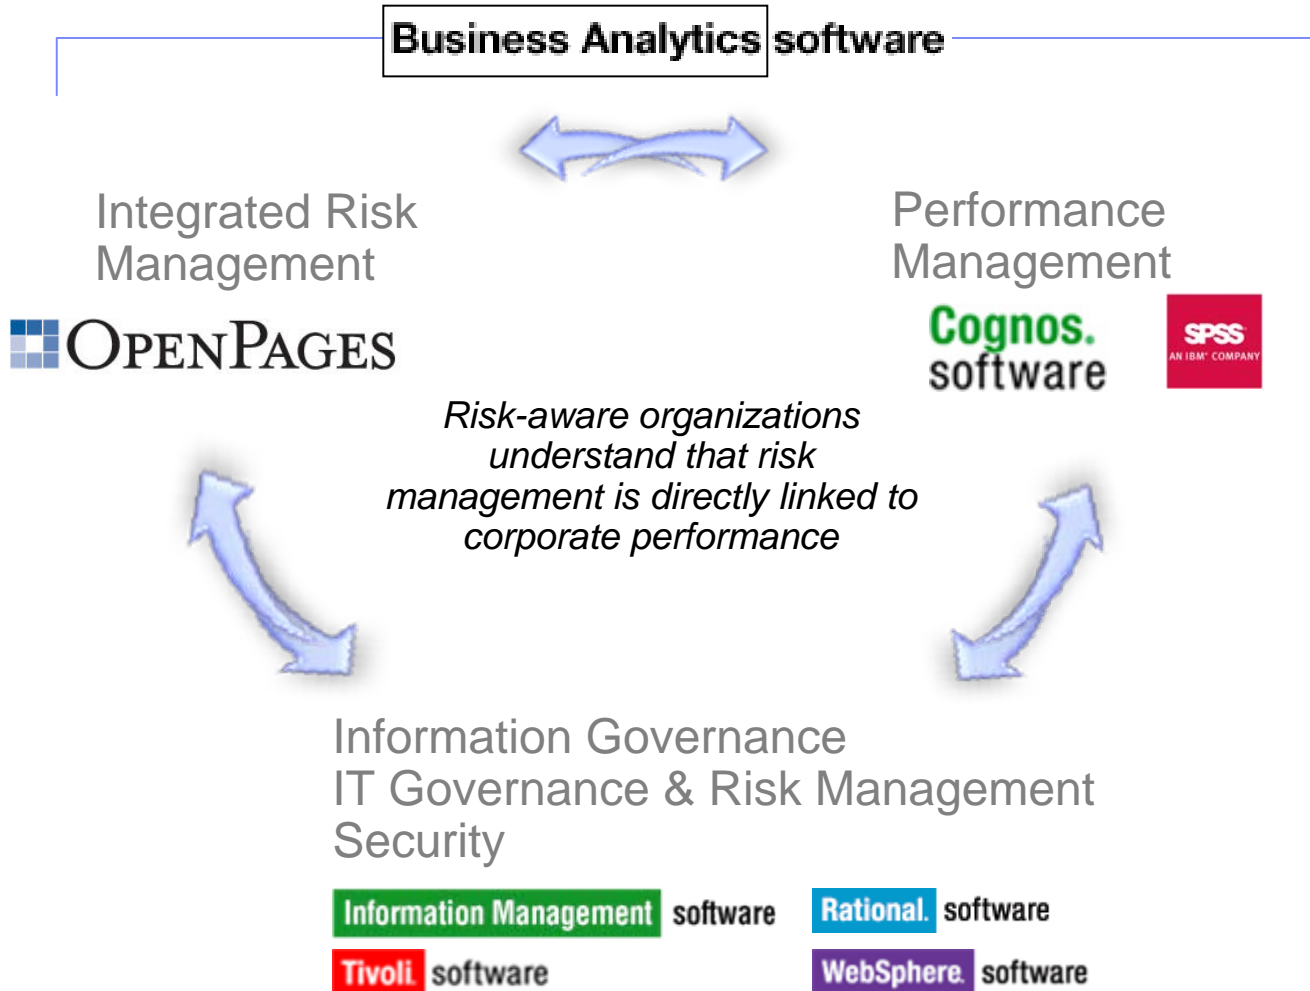 Business Analytics software
Integrated Risk
Management
OPENPAGES
Performance
Management
Cognos.
software
SPSS
AN IBM® COMPANY
Risk-aware organizations
understand that risk
management is directly linked to
corporate performance
Information Governance
IT Governance & Risk Management
Security
Information Management software
Rational. software
Tivoli. software
WebSphere. software